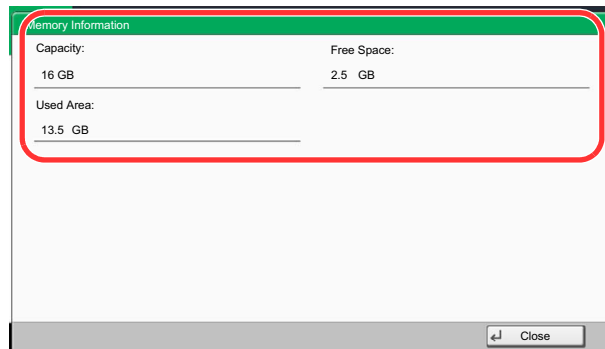 Memory Information
Capacity:
Free Space:
16 GB
2.5 GB
Used Area:
13.5 GB
Close